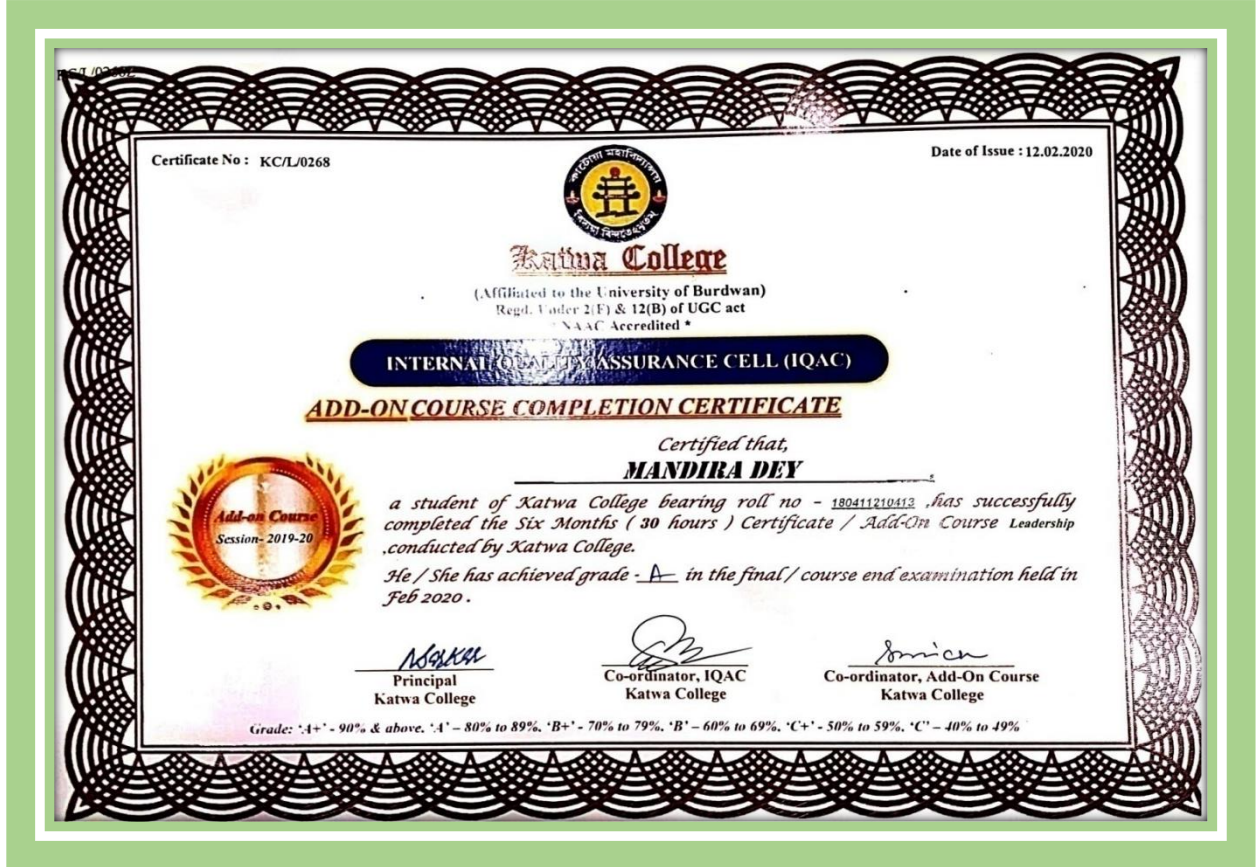 Certificate No : KC/L/0268
Date of Issue : 12.02.2020
কাটোয়া মহাবিদ্যালয়
Katwa College
(Affiliated to the University of Burdwan)
Regd. Under 2(F) & 12(B) of UGC act
* NAAC Accredited *
INTERNAL QUALITY ASSURANCE CELL (IQAC)
ADD-ON COURSE COMPLETION CERTIFICATE
Certified that,
MANDIRA DEY
a student of Katwa College bearing roll no - 180411210413 ,has successfully
completed the Six Months ( 30 hours ) Certificate / Add-On Course Leadership
,conducted by Katwa College.
He / She has achieved grade - A in the final / course end examination held in
Feb 2020 .
Add-on Course
Session- 2019-20
Principal
Katwa College
Co-ordinator, IQAC
Katwa College
Co-ordinator, Add-On Course
Katwa College
Grade: 'A+' - 90% & above. 'A' – 80% to 89%. 'B+' - 70% to 79%. 'B' – 60% to 69%. 'C+' - 50% to 59%. 'C' – 40% to 49%